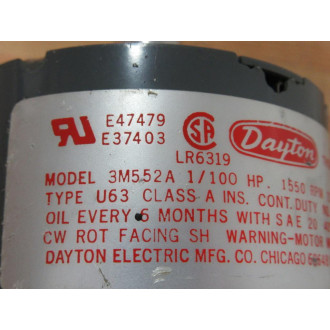 E47479
E37403
LR6319
Dayton
MODEL 3M552A 1/100 HP. 1550 RPM
TYPE U63 CLASS A INS. CONT. DUTY
OIL EVERY 6 MONTHS WITH SAE 20
CW ROT FACING SH WARNING-MOTOR
DAYTON ELECTRIC MFG. CO. CHICAGO